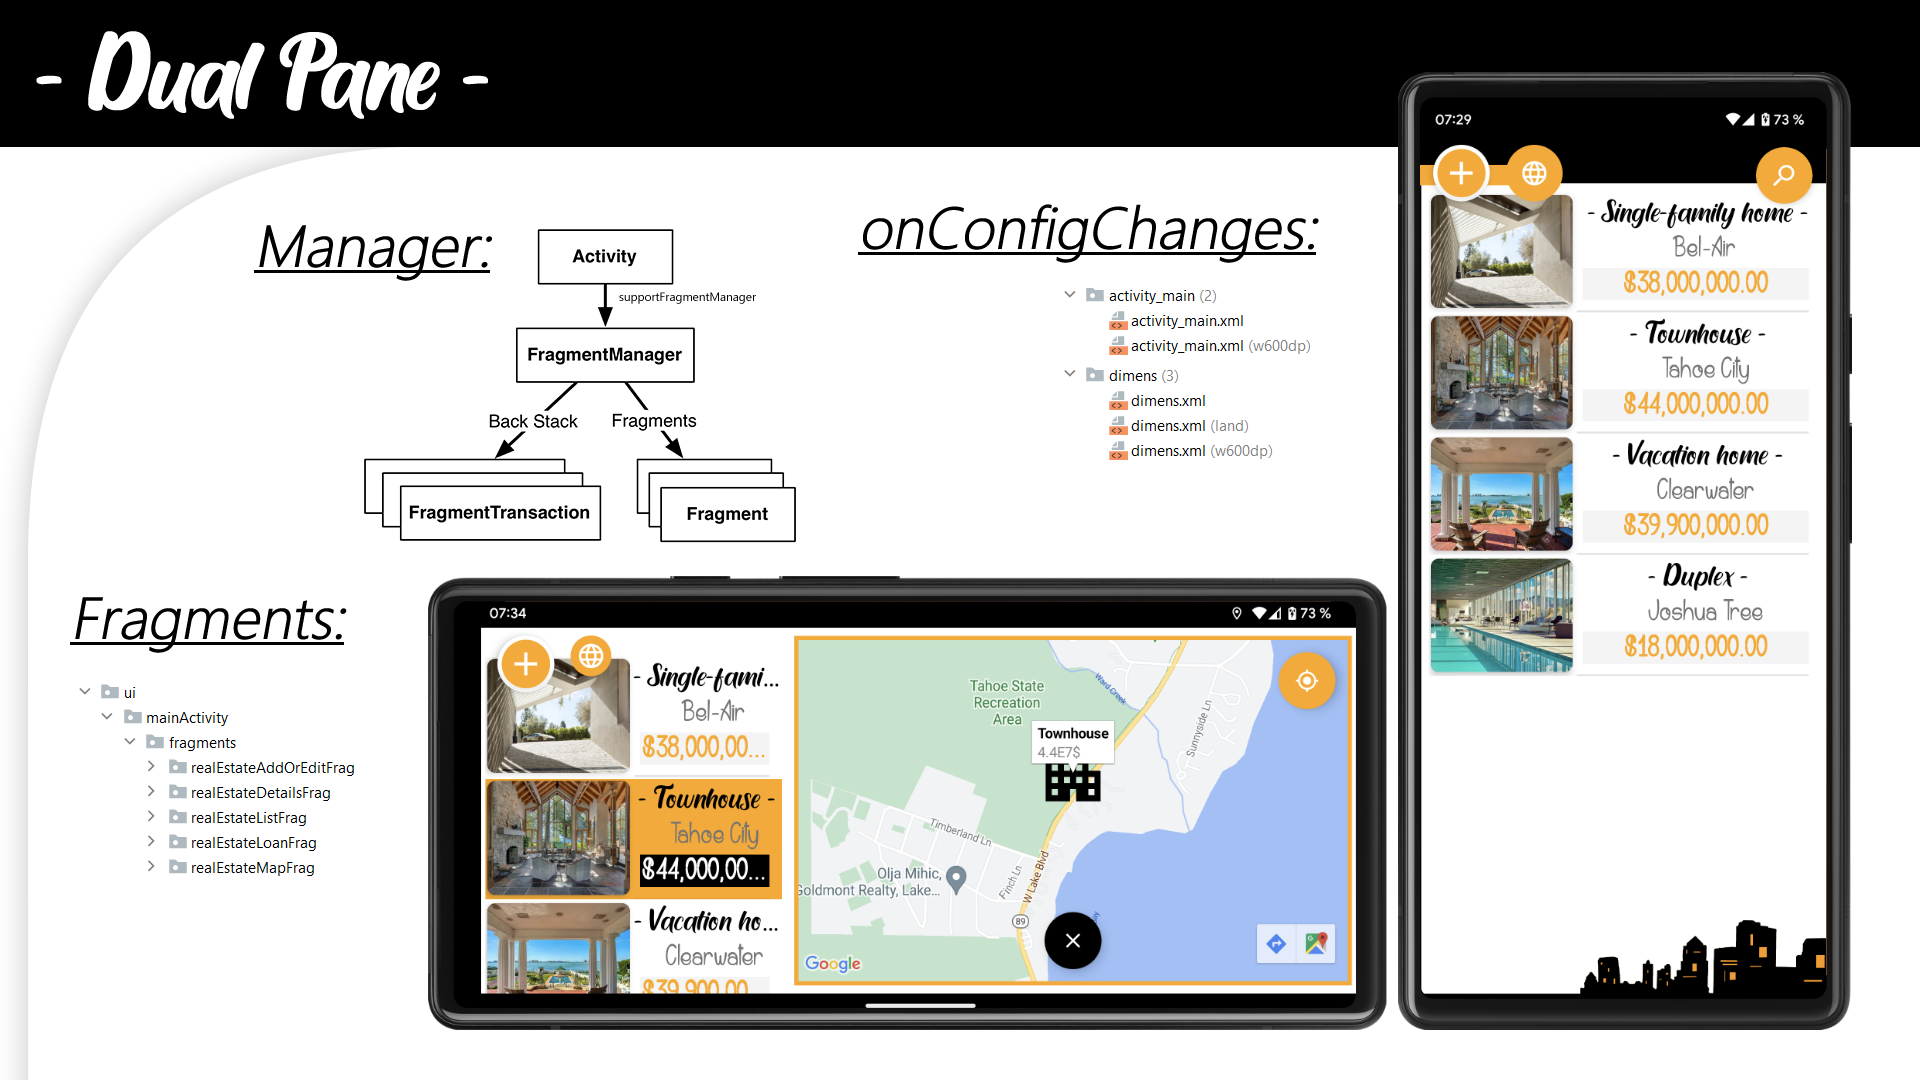 - Dual Pane -
Manager:
Activity
supportFragmentManager
FragmentManager
Back Stack
Fragments
FragmentTransaction
Fragment
onConfigChanges:
activity_main (2)
activity_main.xml
activity_main.xml (w600dp)
dimens (3)
dimens.xml
dimens.xml (land)
dimens.xml (w600dp)
Fragments:
ui
mainActivity
fragments
realEstateAddOrEditFrag
realEstateDetailsFrag
realEstateListFrag
realEstateLoanFrag
realEstateMapFrag
07:34
73 %
- Single-fami...
Bel-Air
$38,000,00...
- Townhouse -
Tahoe City
$44,000,00...
- Vacation ho...
Clearwater
$39,900,00...
Tahoe State
Recreation
Area
Ward Creek
Sunnyside Ln
Townhouse
4.4E7$
Timberland Ln
Finch Ln
W Lake Blvd
Olja Mihic,
Goldmont Realty, Lake...
89
Google
07:29
73 %
- Single-family home -
Bel-Air
$38,000,000.00
- Townhouse -
Tahoe City
$44,000,000.00
- Vacation home -
Clearwater
$39,900,000.00
- Duplex -
Joshua Tree
$18,000,000.00